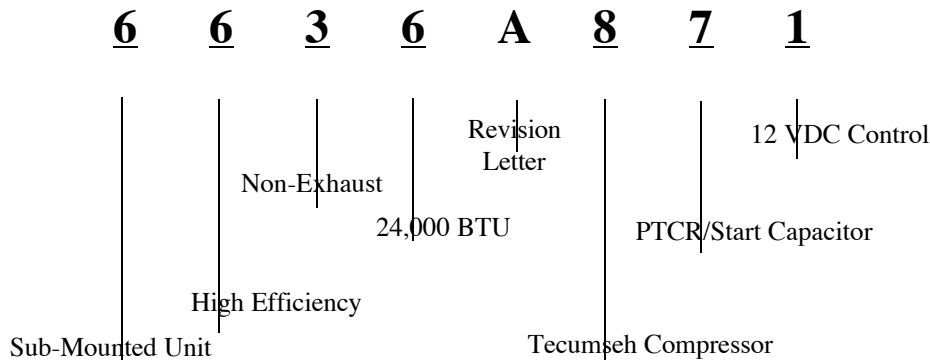 6 6 3 6 A 8 7 1
Revision
Letter
12 VDC Control
Non-Exhaust
24,000 BTU
PTCR/Start Capacitor
High Efficiency
Sub-Mounted Unit
Tecumseh Compressor